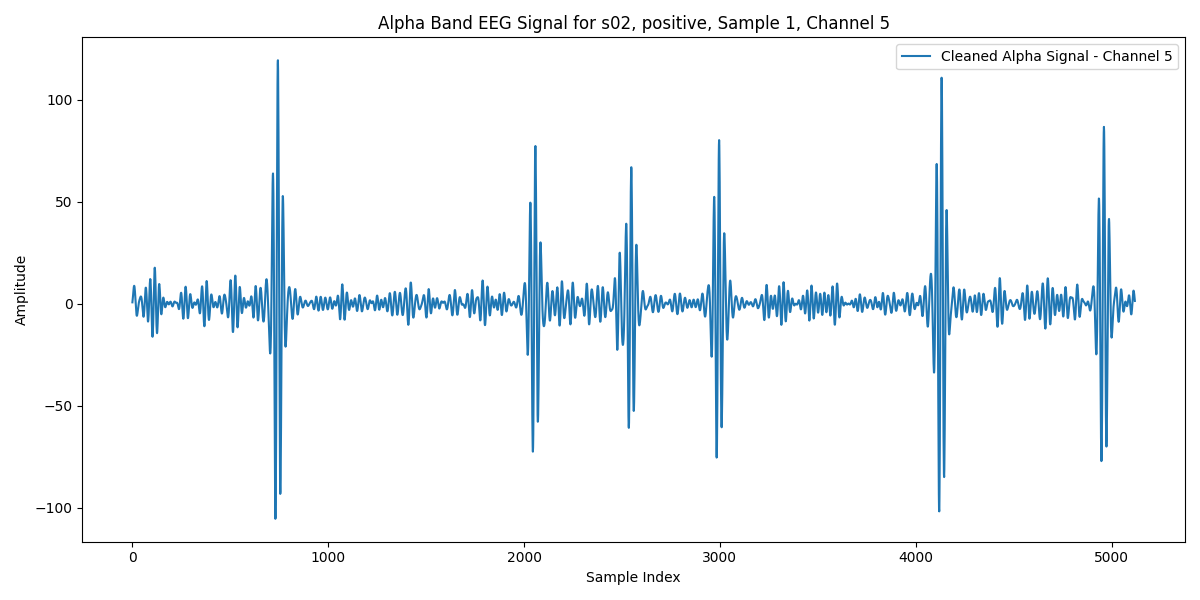 Alpha Band EEG Signal for s02, positive, Sample 1, Channel 5
Cleaned Alpha Signal - Channel 5
Amplitude
100
50
0
−50
−100
0 1000 2000 3000 4000 5000
Sample Index